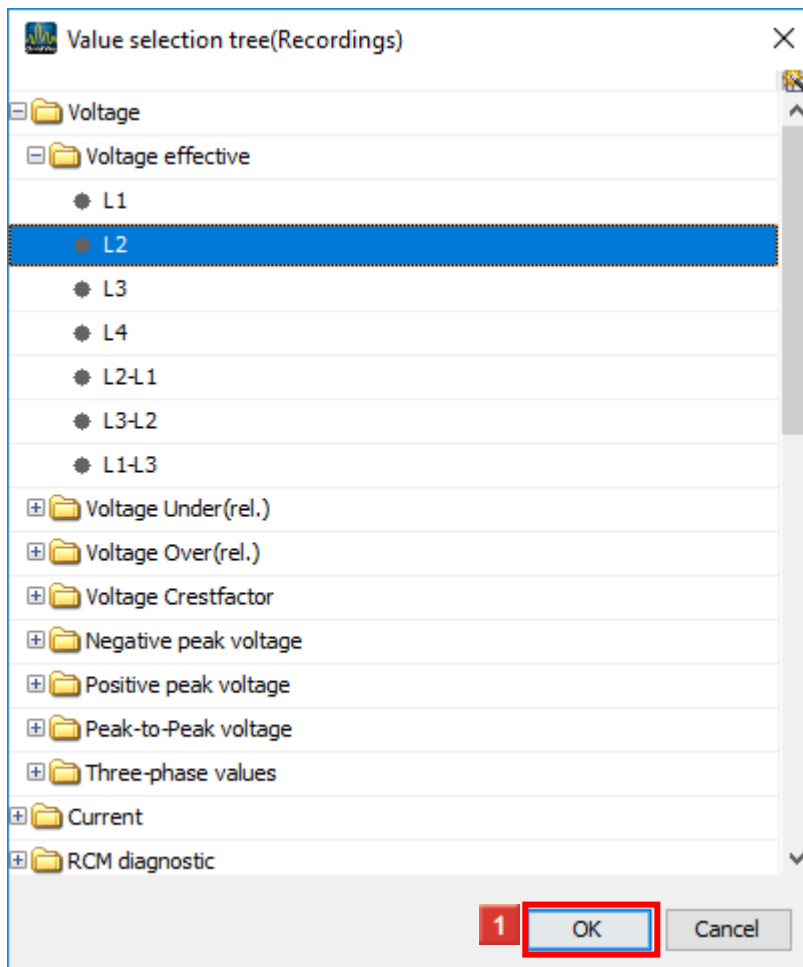 Value selection tree(Recordings)
Voltage
Voltage effective
L1
L2
L3
L4
L2-L1
L3-L2
L1-L3
Voltage Under(rel.)
Voltage Over(rel.)
Voltage Crestfactor
Negative peak voltage
Positive peak voltage
Peak-to-Peak voltage
Three-phase values
Current
RCM diagnostic
1 OK Cancel